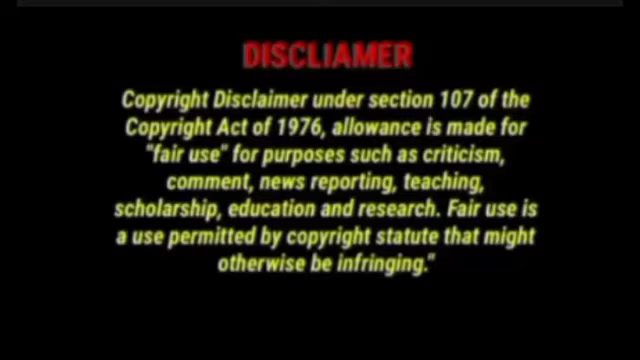 DISCLIAMER
Copyright Disclaimer under section 107 of the
Copyright Act of 1976, allowance is made for
"fair use" for purposes such as criticism,
comment, news reporting, teaching,
scholarship, education and research. Fair use is
a use permitted by copyright statute that might
otherwise be infringing."